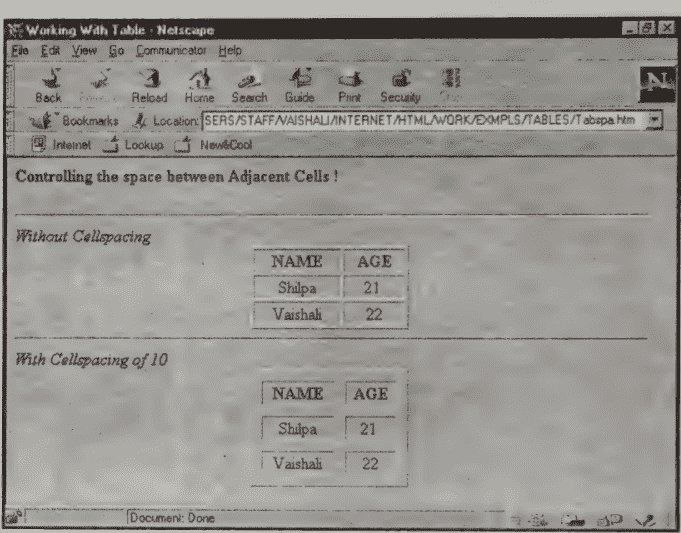 Working With Table - Netscape
File Edit View Go Communicator Help
Back Forward Reload Home Search Guide Print Security Stop
N
Bookmarks Location: SERS/STAFF/VAISHALI/INTERNET/HTML/WORK/EXMPLS/TABLES/Tabspa.htm
Internet Lookup New&Cool
Controlling the space between Adjacent Cells !
Without Cellspacing
NAME AGE
Shilpa 21
Vaishali 22
With Cellspacing of 10
NAME AGE
Shilpa 21
Vaishali 22
Document: Done